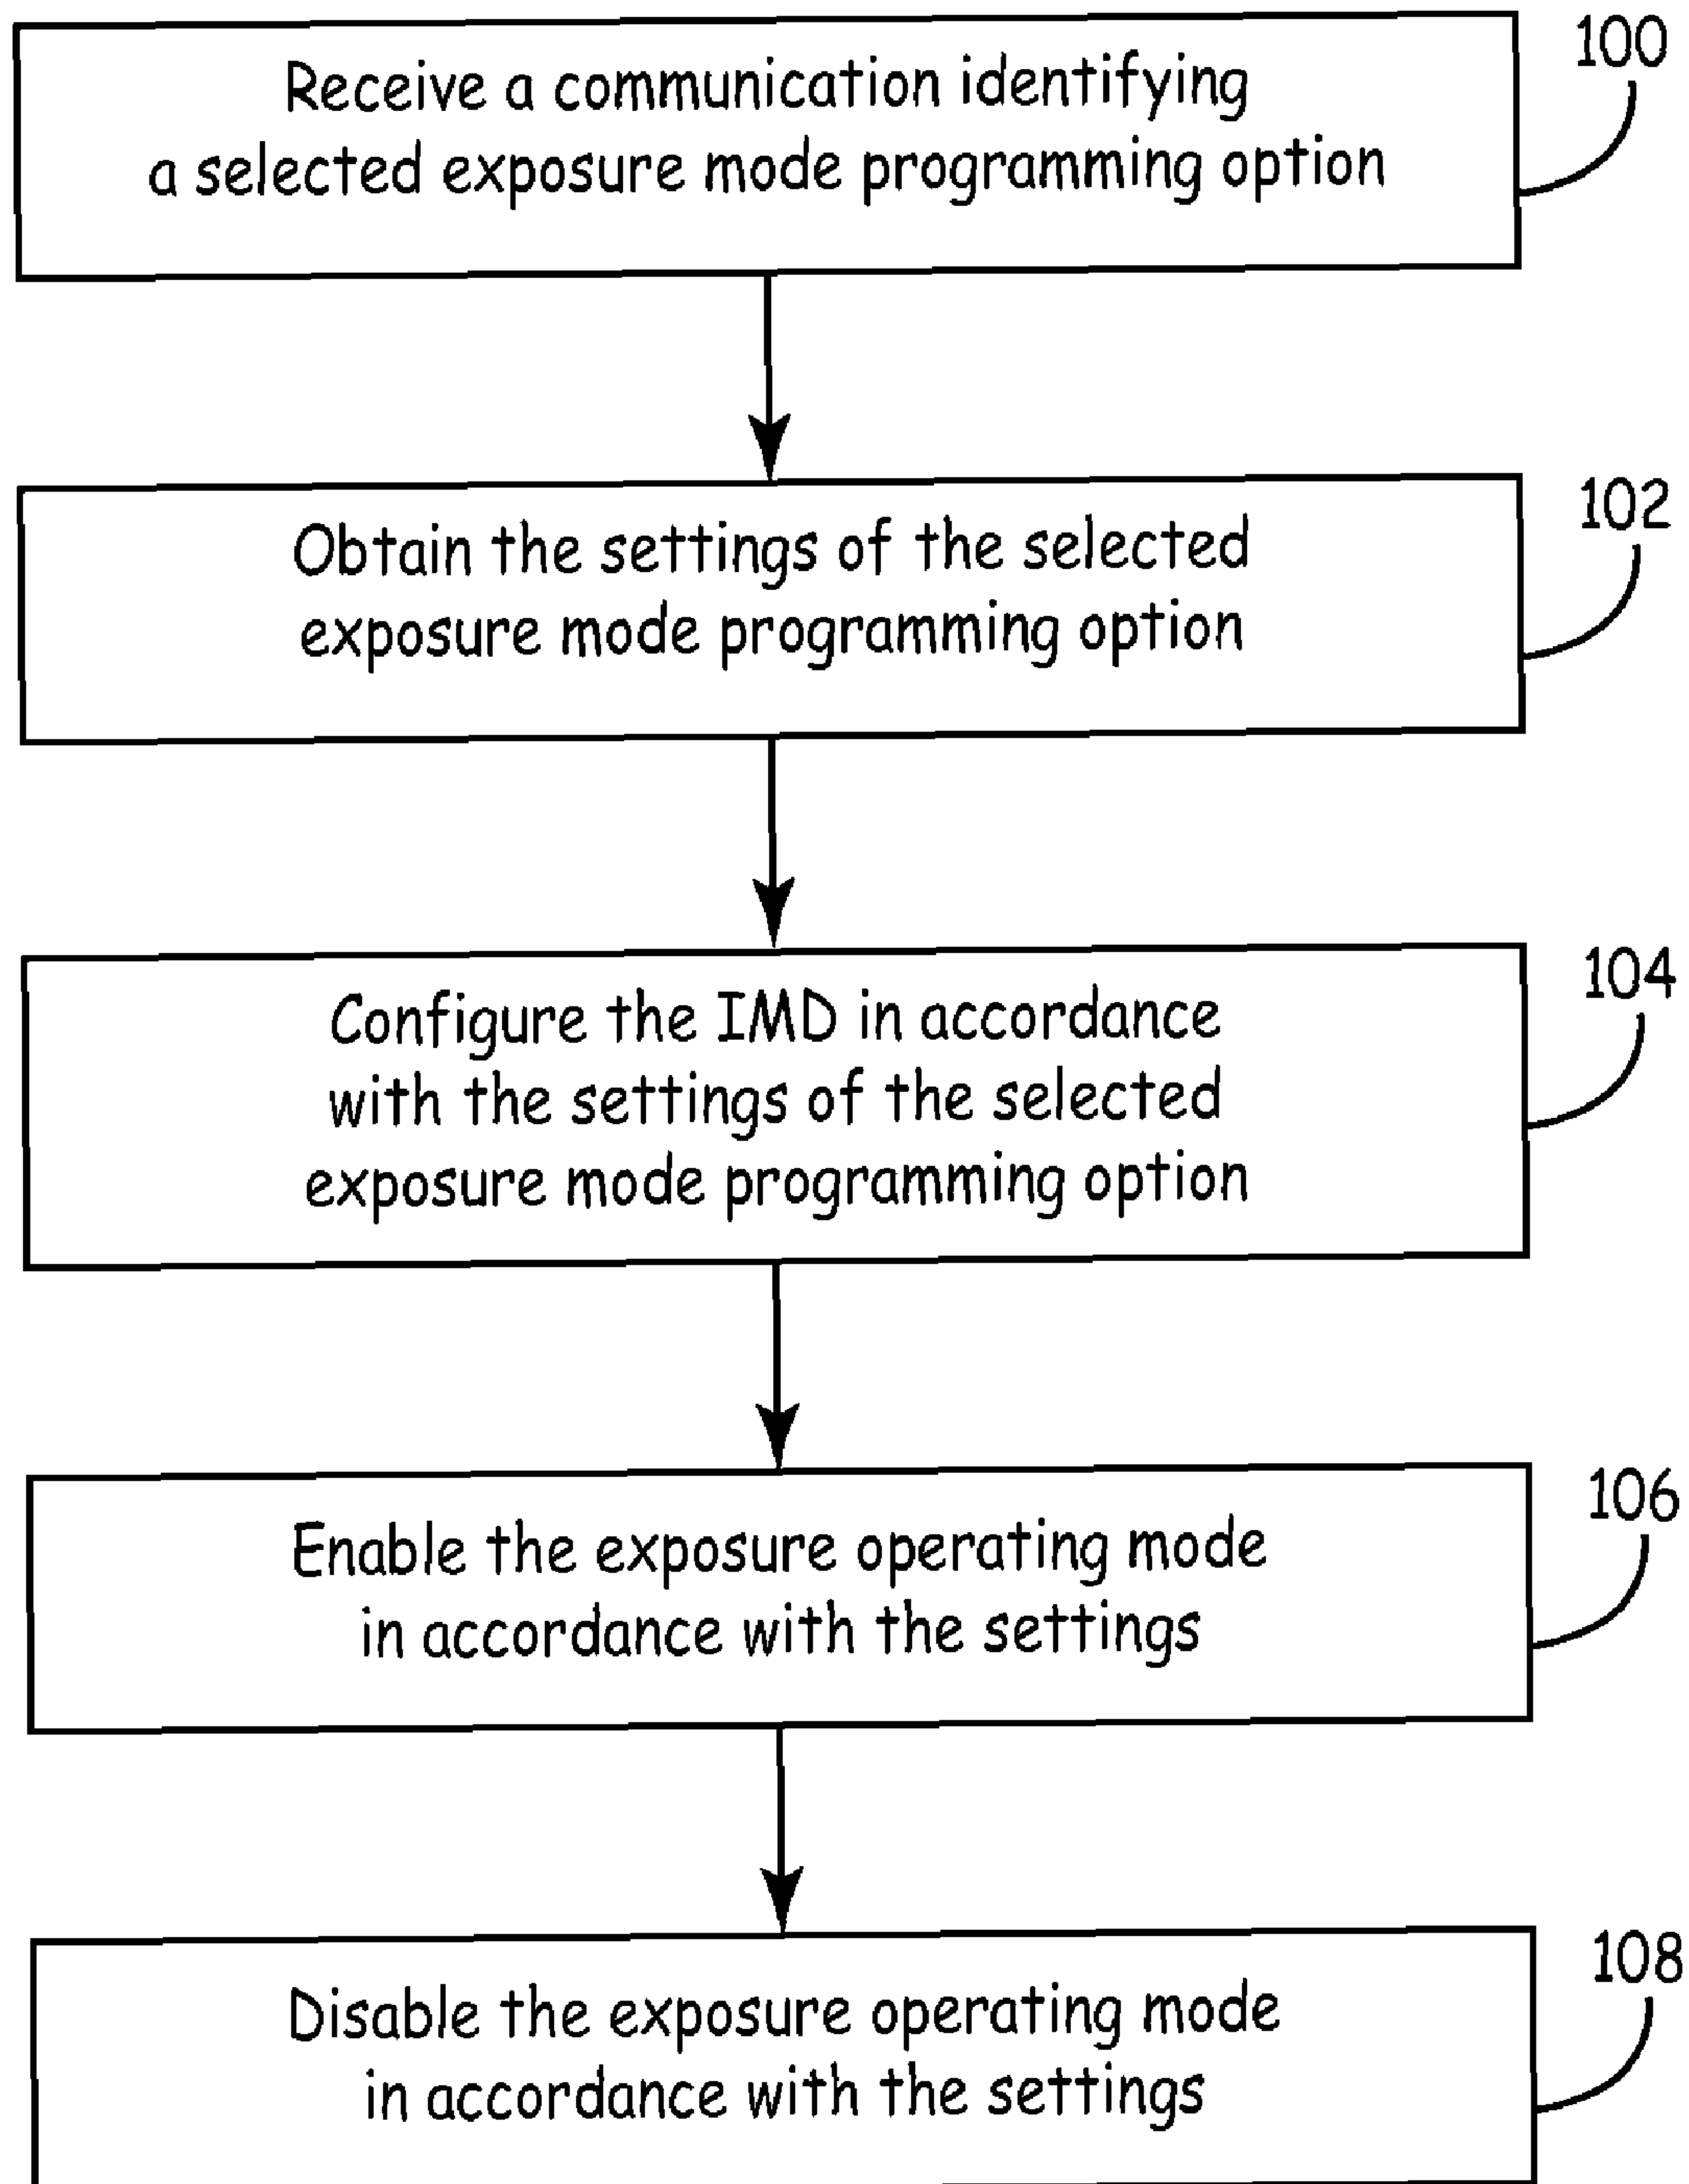 100
Receive a communication identifying
a selected exposure mode programming option
102
Obtain the settings of the selected
exposure mode programming option
104
Configure the IMD in accordance
with the settings of the selected
exposure mode programming option
106
Enable the exposure operating mode
in accordance with the settings
108
Disable the exposure operating mode
in accordance with the settings